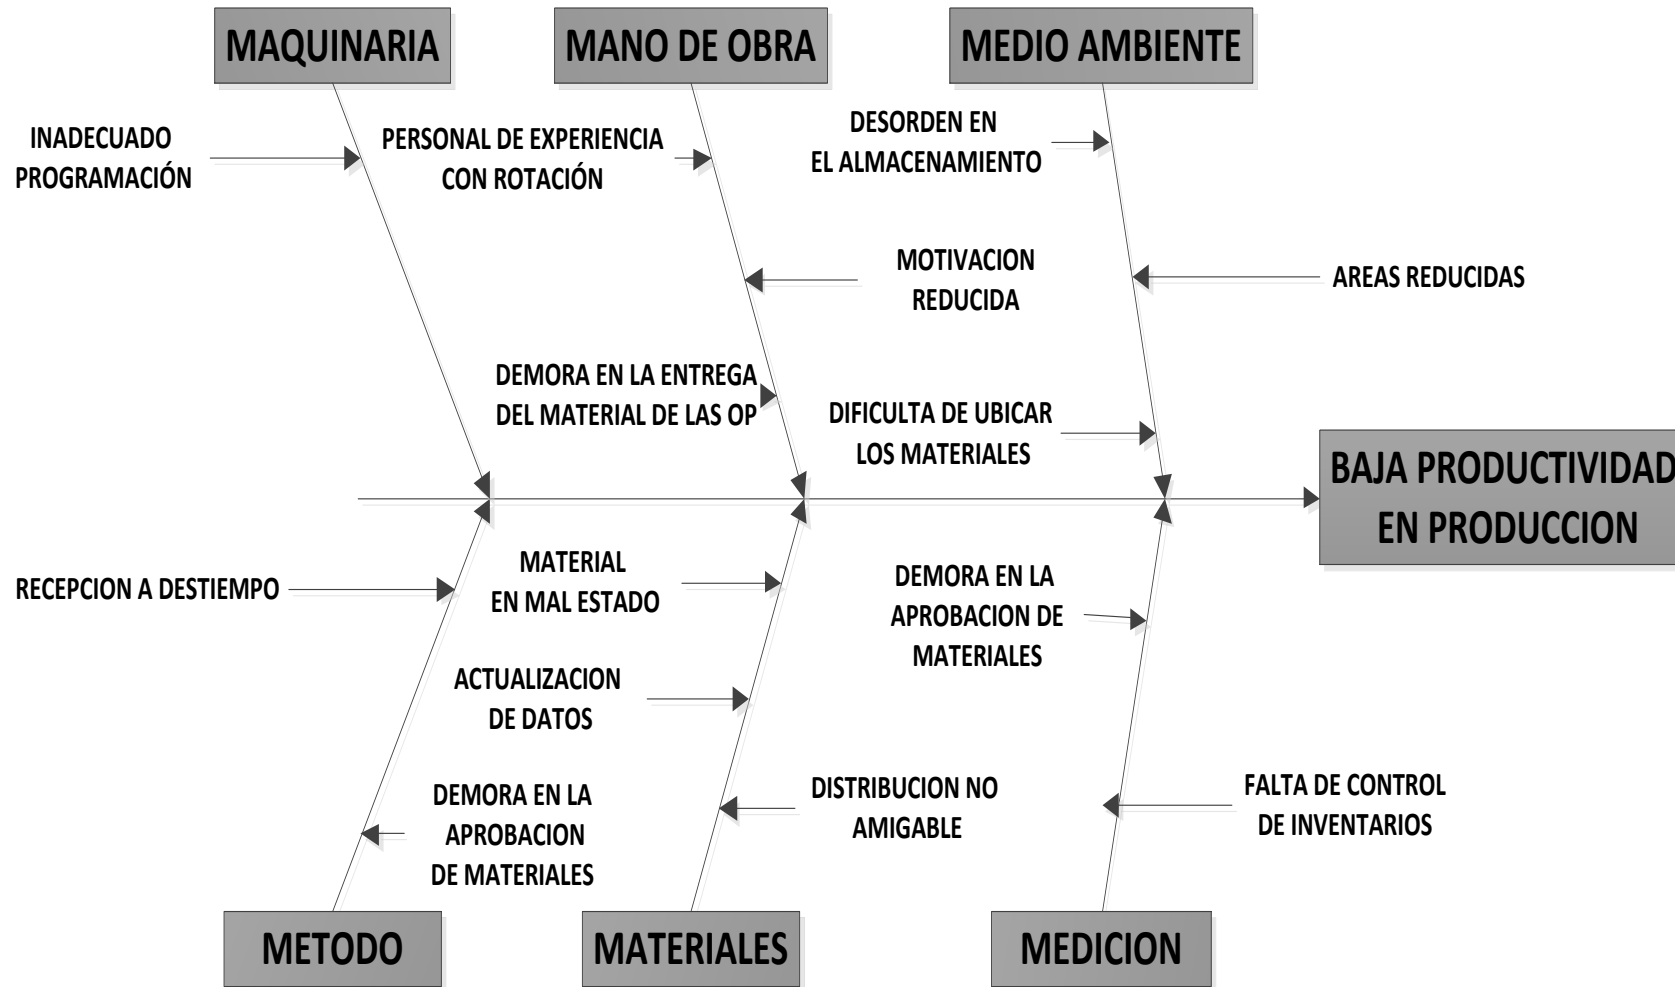 MAQUINARIA
MANO DE OBRA
MEDIO AMBIENTE
INADECUADO
PROGRAMACIÓN
PERSONAL DE EXPERIENCIA
CON ROTACIÓN
DESORDEN EN
EL ALMACENAMIENTO
MOTIVACION
REDUCIDA
AREAS REDUCIDAS
DEMORA EN LA ENTREGA
DEL MATERIAL DE LAS OP
DIFICULTA DE UBICAR
LOS MATERIALES
BAJA PRODUCTIVIDAD
EN PRODUCCION
RECEPCION A DESTIEMPO
MATERIAL
EN MAL ESTADO
DEMORA EN LA
APROBACION DE
MATERIALES
ACTUALIZACION
DE DATOS
DEMORA EN LA
APROBACION
DE MATERIALES
DISTRIBUCION NO
AMIGABLE
FALTA DE CONTROL
DE INVENTARIOS
METODO
MATERIALES
MEDICION